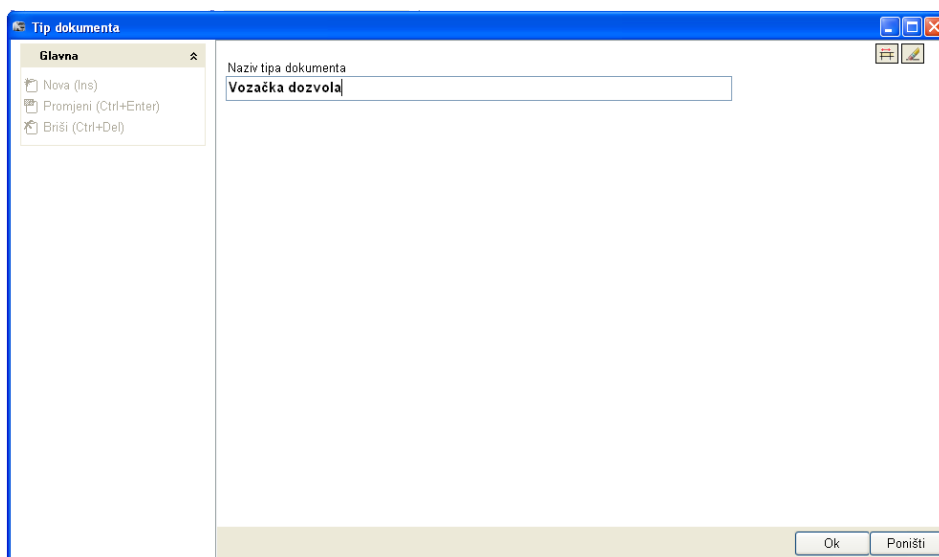 Tip dokumenta
Glavna
Nova (Ins)
Promjeni (Ctrl+Enter)
Briši (Ctrl+Del)
Naziv tipa dokumenta
Vozačka dozvola
Ok
Poništi